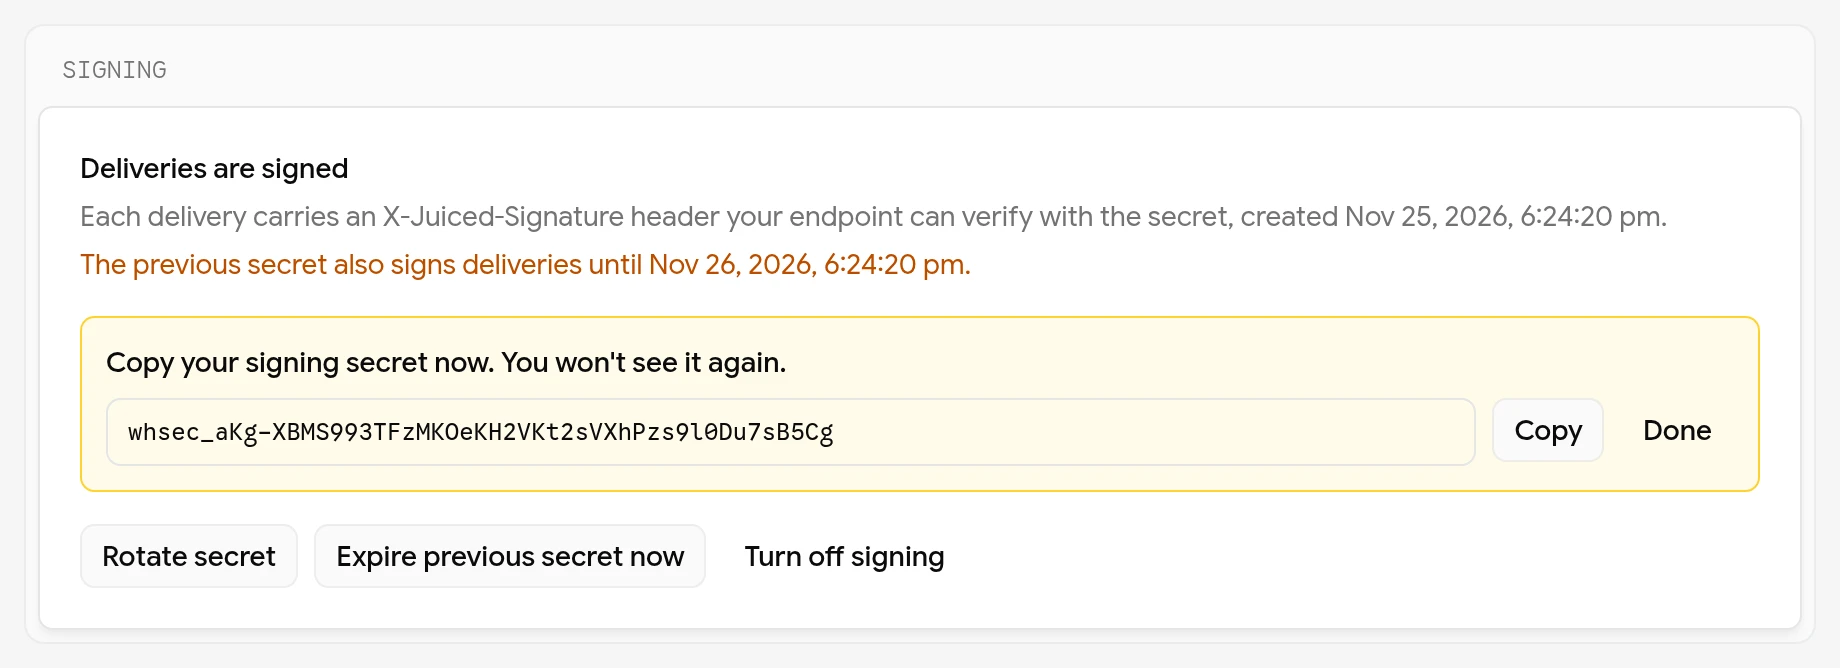 SIGNING
Deliveries are signed
Each delivery carries an X-Juiced-Signature header your endpoint can verify with the secret, created Nov 25, 2026, 6:24:20 pm.
The previous secret also signs deliveries until Nov 26, 2026, 6:24:20 pm.
Copy your signing secret now. You won't see it again.
whsec_aKg-XBMS993TFzMKOeKH2VKt2sVXhPzs9l0Du7sB5Cg
Copy
Done
Rotate secret
Expire previous secret now
Turn off signing